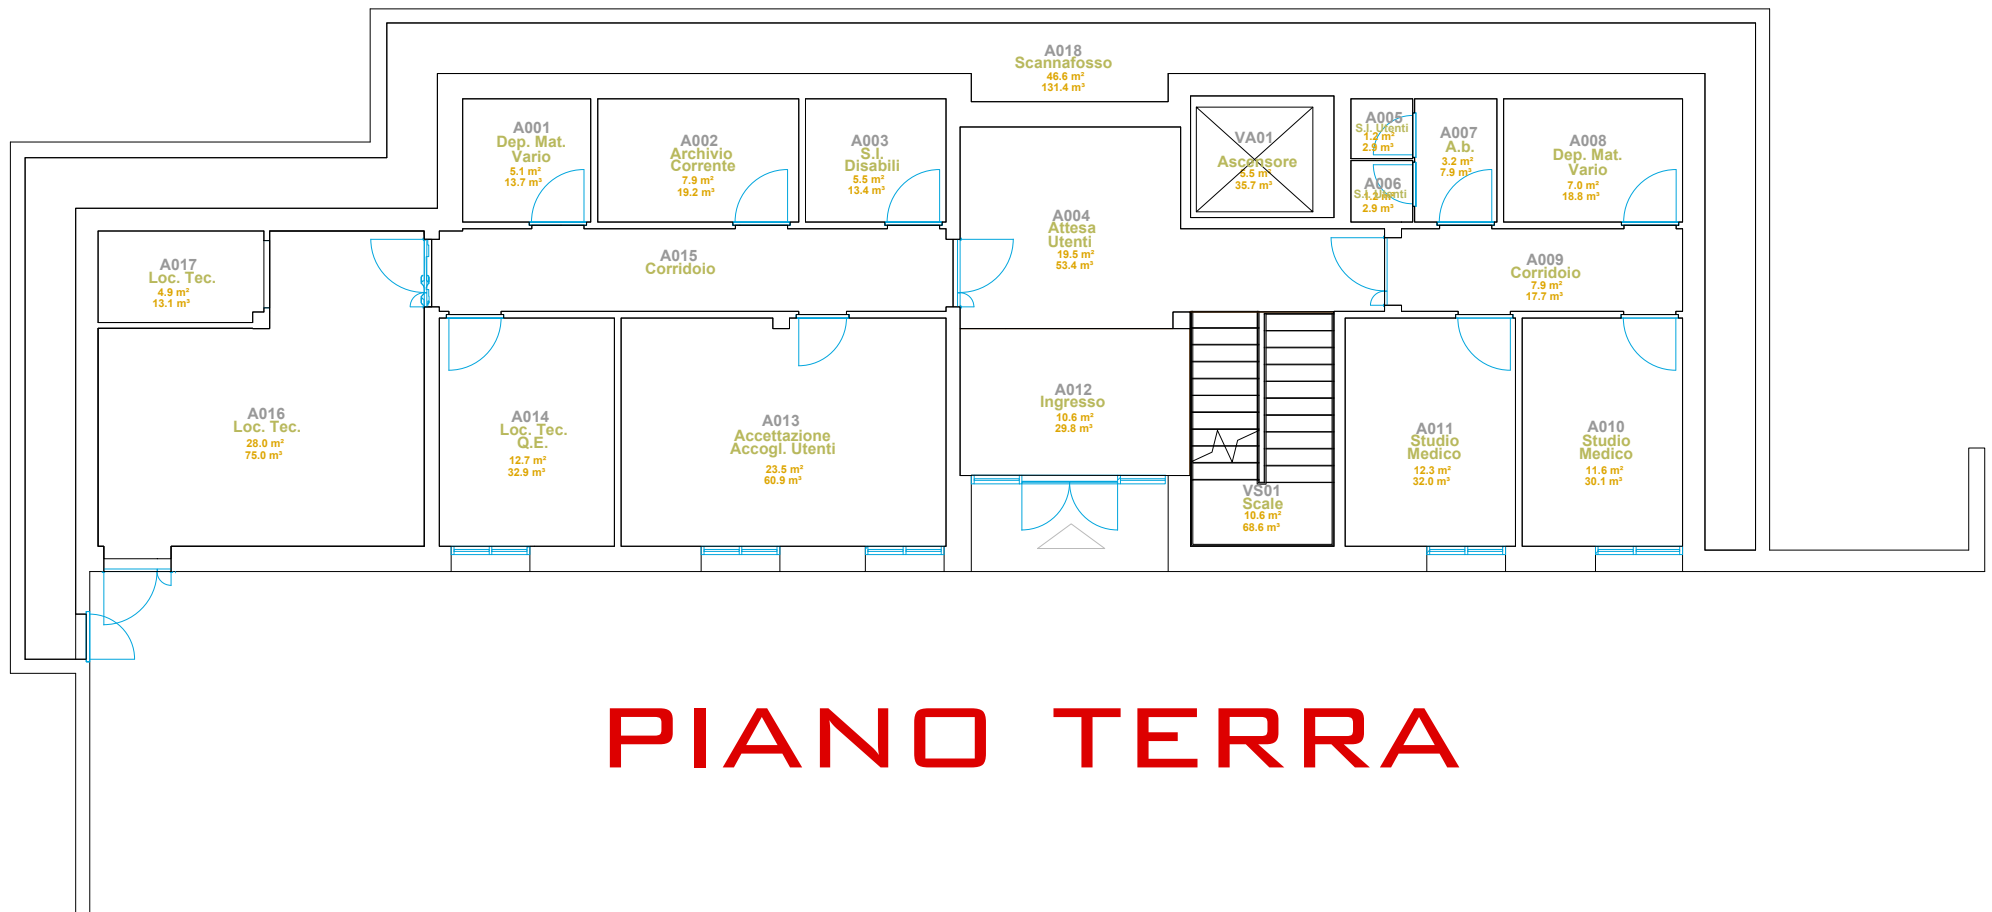 A018
Scannafosso
46.6 m²
131.4 m³
A001
Dep. Mat.
Vario
5.1 m²
13.7 m³
A002
Archivio
Corrente
7.9 m²
19.2 m³
A003
S.I.
Disabili
5.5 m²
13.4 m³
VA01
Ascensore
5.5 m²
35.7 m³
A005
S.I. Utenti
1.2 m²
2.9 m³
A006
S.I. Utenti
1.2 m²
2.9 m³
A007
A.b.
3.2 m²
7.9 m³
A008
Dep. Mat.
Vario
7.0 m²
18.8 m³
A004
Attesa
Utenti
19.5 m²
53.4 m³
A017
Loc. Tec.
4.9 m²
13.1 m³
A015
Corridoio
A009
Corridoio
7.9 m²
17.7 m³
A016
Loc. Tec.
28.0 m²
75.0 m³
A014
Loc. Tec.
Q.E.
12.7 m²
32.9 m³
A013
Accettazione
Accogl. Utenti
23.5 m²
60.9 m³
A012
Ingresso
10.6 m²
29.8 m³
VS01
Scale
10.6 m²
68.6 m³
A011
Studio
Medico
12.3 m²
32.0 m³
A010
Studio
Medico
11.6 m²
30.1 m³
PIANO TERRA